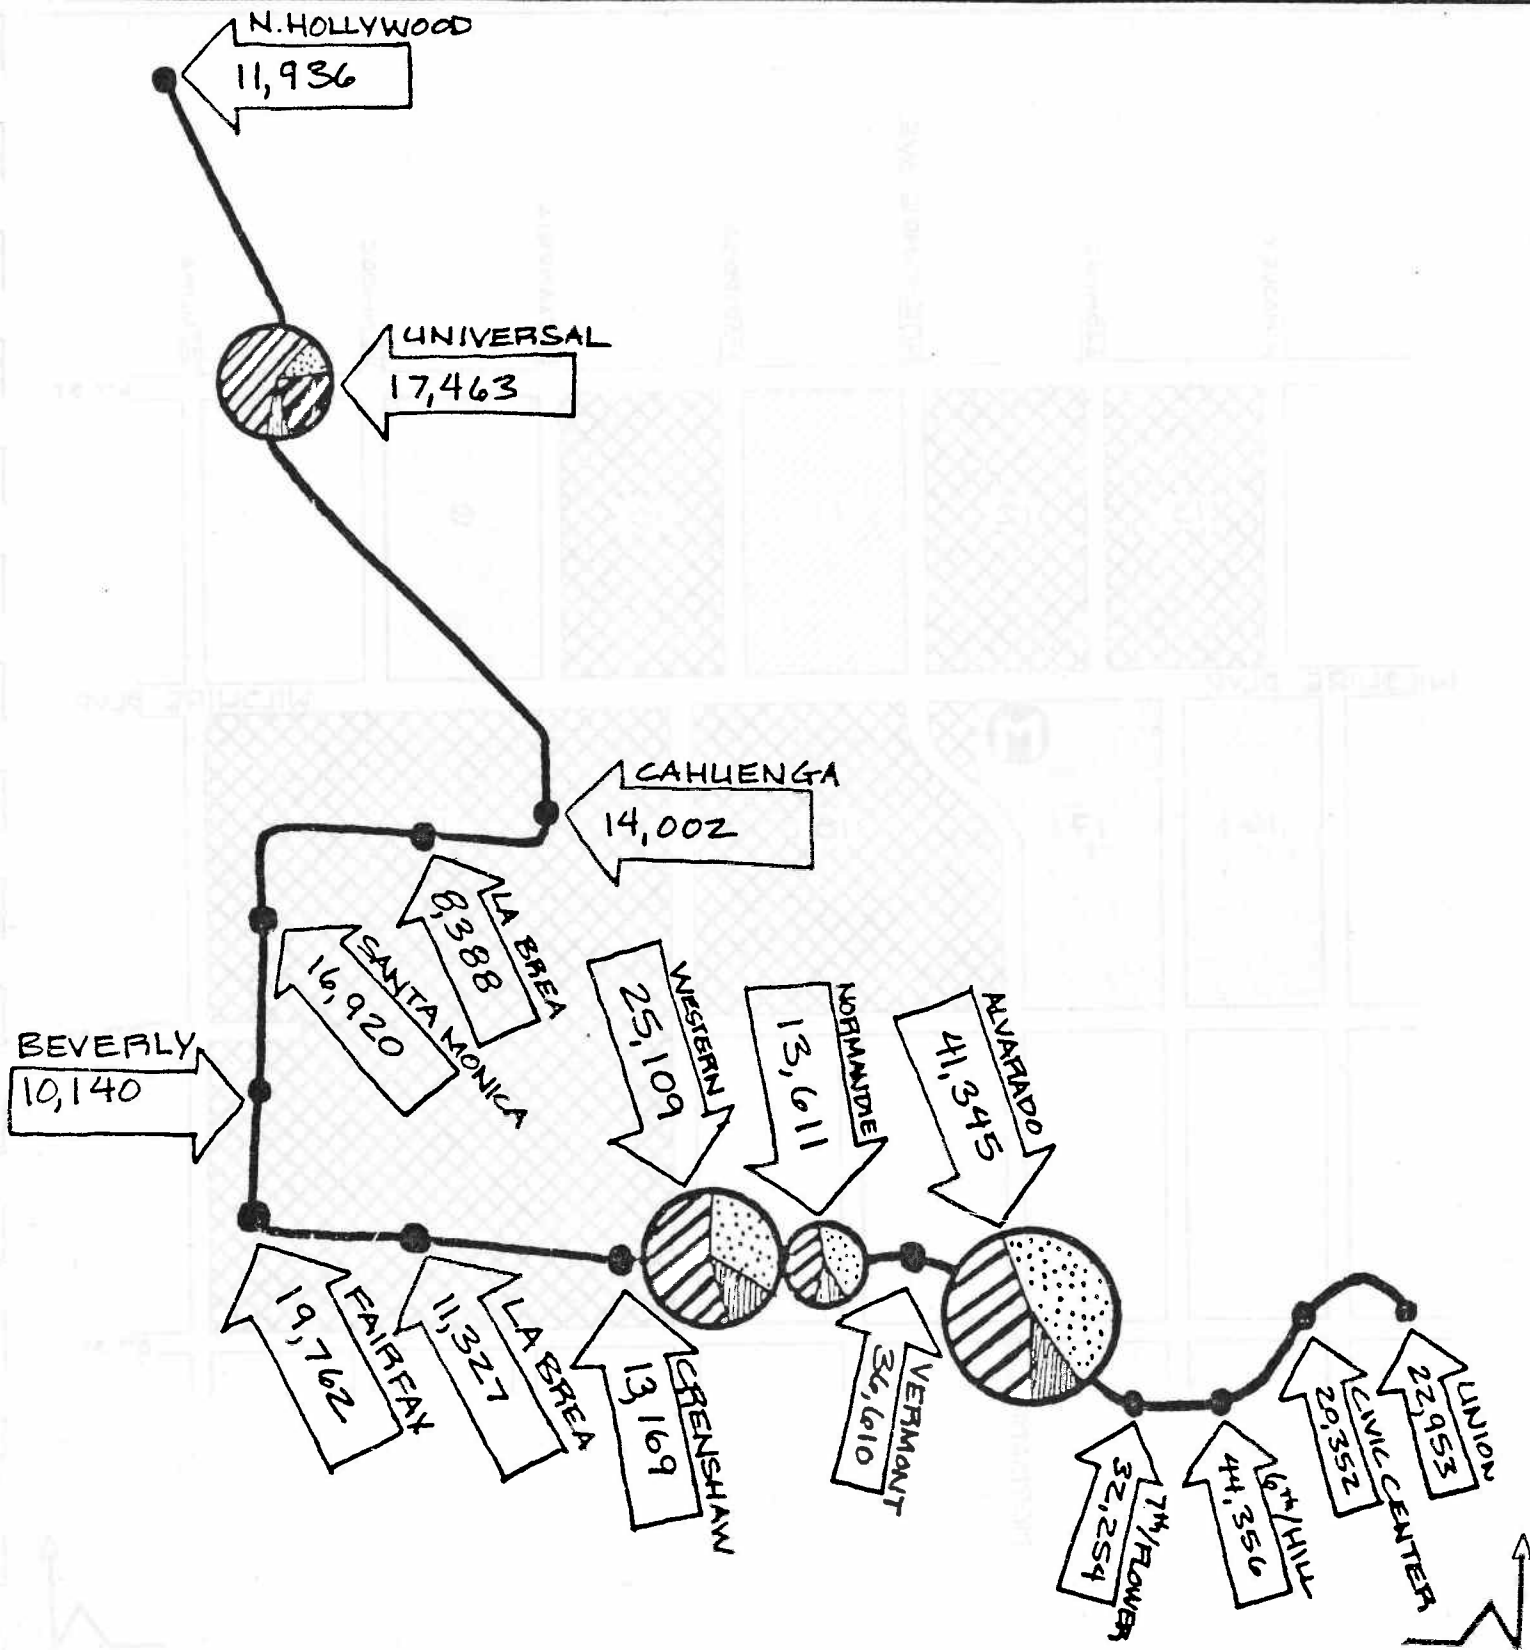 N. HOLLYWOOD
11,936
UNIVERSAL
17,463
CAHUENGA
14,002
LA BREA
8,388
SANTA MONICA
16,920
BEVERLY
10,140
WESTERN
25,109
NORMANDIE
13,611
ALVARADO
41,345
FAIRFAX
19,762
LA BREA
11,327
CRENSHAW
13,169
VERMONT
36,610
7th/FLOWER
32,254
6th/HILL
44,356
CIVIC CENTER
20,352
UNION
22,953